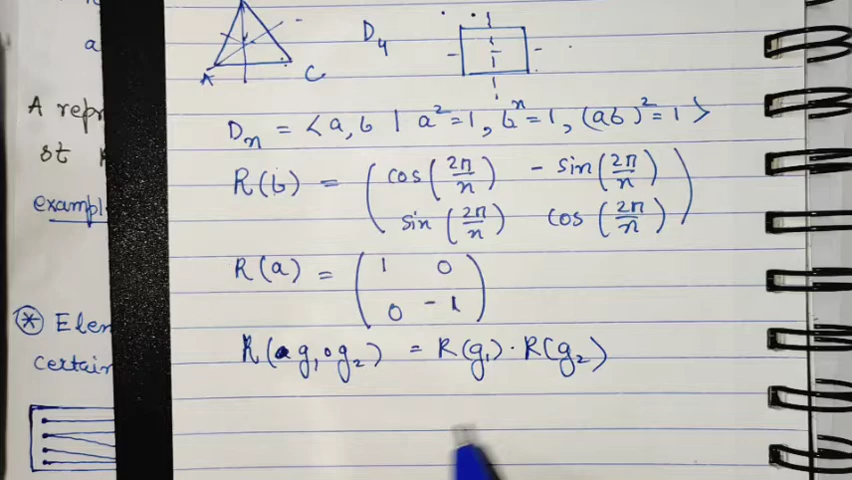 A C
D₄
a
A repr
Dₙ = ⟨a, b | a² = 1, bⁿ = 1, (ab)² = 1⟩
st
R(b) = ( cos(2π/n) - sin(2π/n)
sin(2π/n) cos(2π/n) )
exampl
R(a) = ( 1 0
0 -1 )
* Elem
R(g₁∘g₂) = R(g₁)·R(g₂)
certain